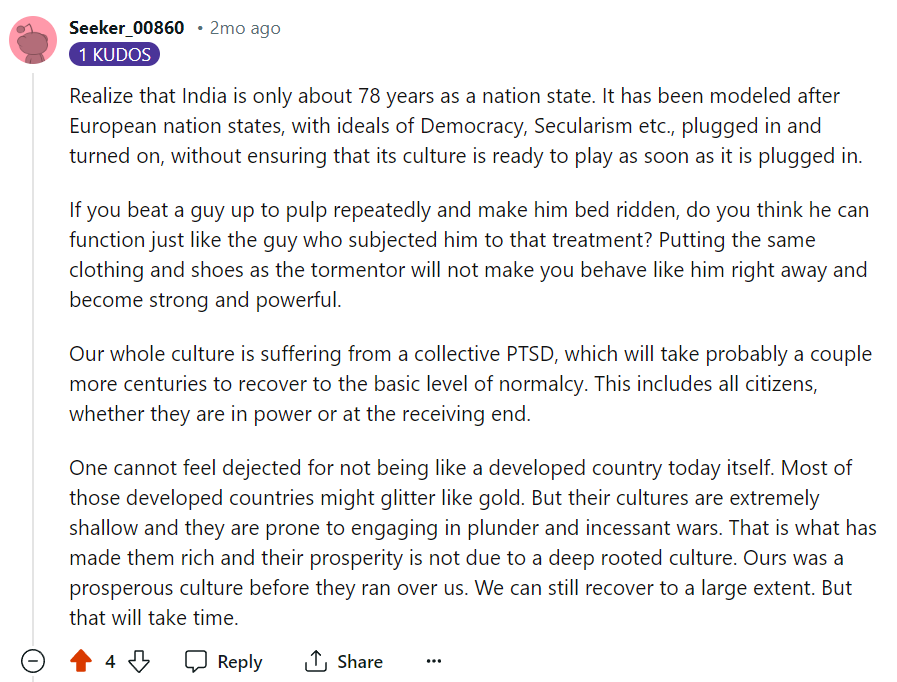 Seeker_00860 • 2mo ago
1 KUDOS
Realize that India is only about 78 years as a nation state. It has been modeled after
European nation states, with ideals of Democracy, Secularism etc., plugged in and
turned on, without ensuring that its culture is ready to play as soon as it is plugged in.
If you beat a guy up to pulp repeatedly and make him bed ridden, do you think he can
function just like the guy who subjected him to that treatment? Putting the same
clothing and shoes as the tormentor will not make you behave like him right away and
become strong and powerful.
Our whole culture is suffering from a collective PTSD, which will take probably a couple
more centuries to recover to the basic level of normalcy. This includes all citizens,
whether they are in power or at the receiving end.
One cannot feel dejected for not being like a developed country today itself. Most of
those developed countries might glitter like gold. But their cultures are extremely
shallow and they are prone to engaging in plunder and incessant wars. That is what has
made them rich and their prosperity is not due to a deep rooted culture. Ours was a
prosperous culture before they ran over us. We can still recover to a large extent. But
that will take time.
4 Reply Share ...